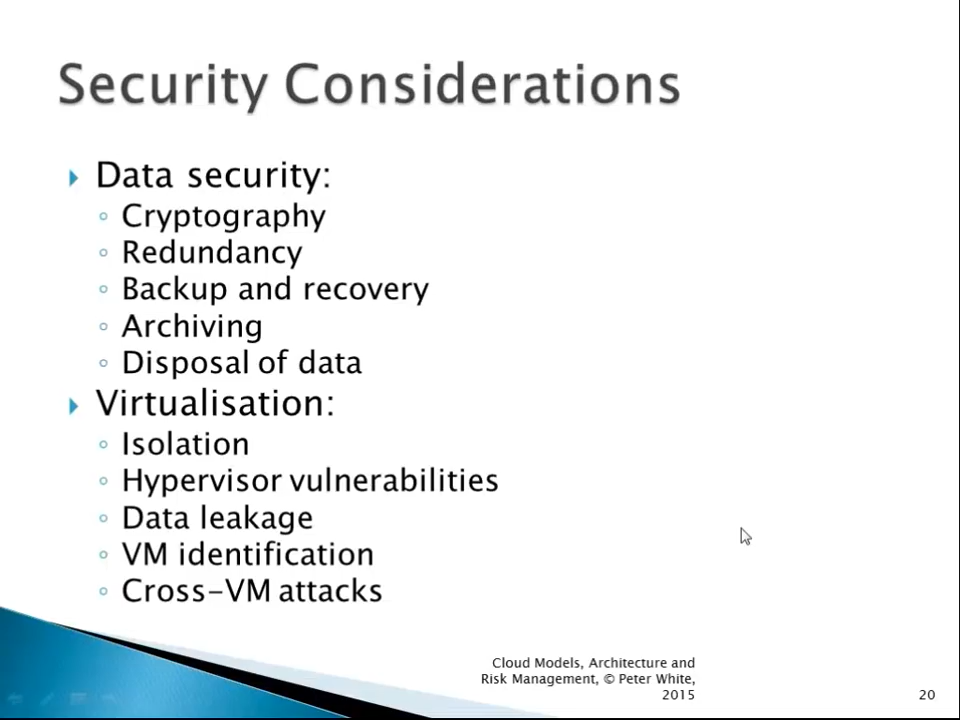 Security Considerations
Data security:
Cryptography
Redundancy
Backup and recovery
Archiving
Disposal of data
Virtualisation:
Isolation
Hypervisor vulnerabilities
Data leakage
VM identification
Cross-VM attacks
Cloud Models, Architecture and
Risk Management, © Peter White,
2015
20